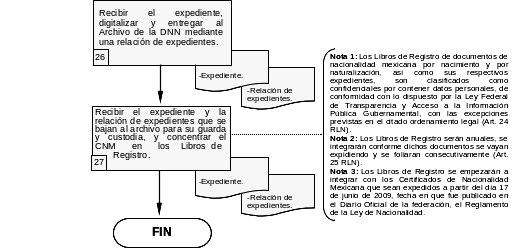 Recibir el expediente,
digitalizar y entregar al
Archivo de la DNN mediante
una relación de expedientes.
26
-Expediente.
-Relación de
expedientes.
Recibir el expediente y la
relación de expedientes que se
bajan al archivo para su guarda
y custodia, y concentrar el
CNM en los Libros de
Registro.
27
-Expediente.
-Relación de
expedientes.
FIN
Nota 1: Los Libros de Registro de documentos de
nacionalidad mexicana por nacimiento y por
naturalización, así como sus respectivos
expedientes, son clasificados como
confidenciales por contener datos personales, de
conformidad con lo dispuesto por la Ley Federal
de Transparencia y Acceso a la Información
Pública Gubernamental, con las excepciones
previstas en el citado ordenamiento legal (Art. 24
RLN).
Nota 2: Los Libros de Registro serán anuales, se
integrarán conforme dichos documentos se vayan
expidiendo y se foliaran consecutivamente (Art.
25 RLN).
Nota 3: Los Libros de Registro se empezarán a
integrar con los Certificados de Nacionalidad
Mexicana que sean expedidos a partir del día 17
de junio de 2009, fecha en que fue publicado en
el Diario Oficial de la federación, el Reglamento
de la Ley de Nacionalidad.